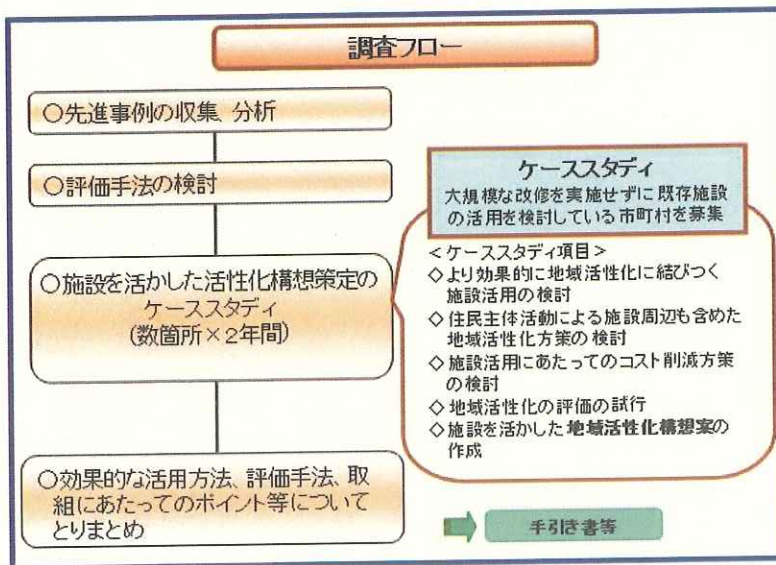 調査フロー
○先進事例の収集、分析
○評価手法の検討
○施設を活かした活性化構想策定の
ケーススタディ
(数箇所×2年間)
○効果的な活用方法、評価手法、取
組にあたってのポイント等について
とりまとめ
ケーススタディ
大規模な改修を実施せずに既存施設
の活用を検討している市町村を募集
<ケーススタディ項目>
◇より効果的に地域活性化に結びつく
施設活用の検討
◇住民主体活動による施設周辺も含めた
地域活性化方策の検討
◇施設活用にあたってのコスト削減方策
の検討
◇地域活性化の評価の試行
◇施設を活かした地域活性化構想案の
作成
手引き書等